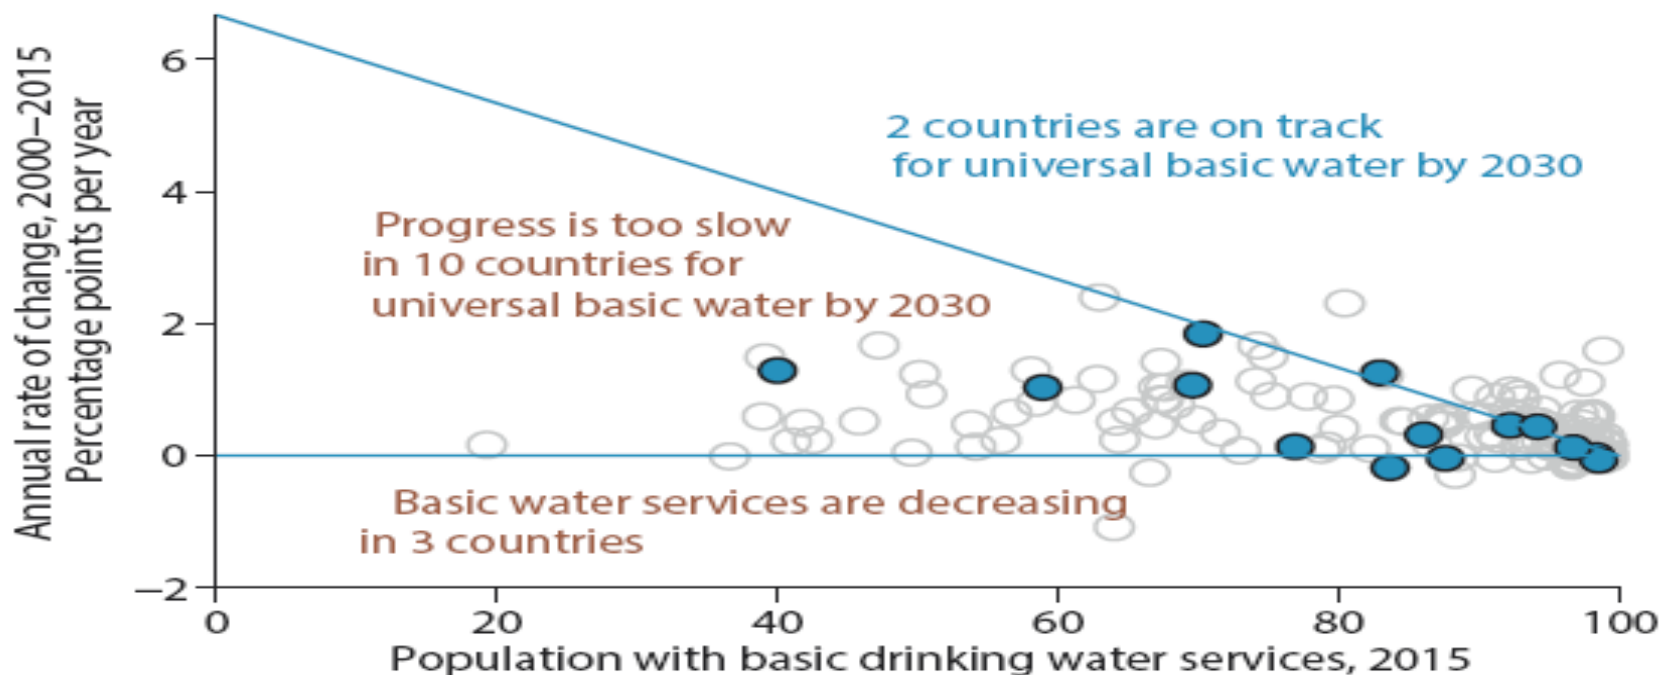 Annual rate of change, 2000–2015
Percentage points per year
6
4
2
0
−2
2 countries are on track
for universal basic water by 2030
Progress is too slow
in 10 countries for
universal basic water by 2030
Basic water services are decreasing
in 3 countries
0 20 40 60 80 100
Population with basic drinking water services, 2015